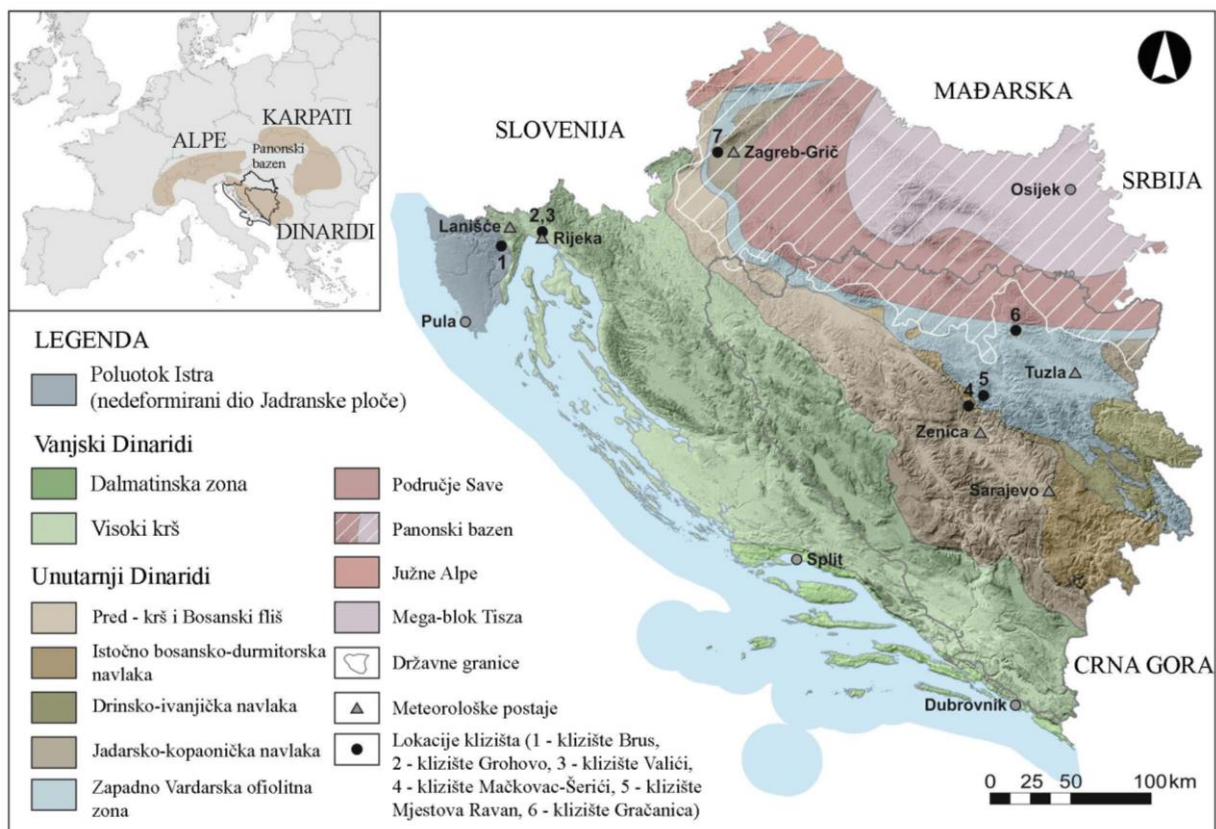 KARPATI
ALPE
Panonski
bazen
DINARIDI
SLOVENIJA
MAĐARSKA
SRBIJA
CRNA GORA
7
Zagreb-Grič
Osijek
Lanišće
2,3
Rijeka
1
Pula
6
Tuzla
5
4
Zenica
Sarajevo
Split
Dubrovnik
0 25 50 100 km
LEGENDA
Poluotok Istra
(nedeformirani dio Jadranske ploče)
Vanjski Dinaridi
Dalmatinska zona
Visoki krš
Unutarnji Dinaridi
Pred - krš i Bosanski fliš
Istočno bosansko-durmitorska
navlaka
Drinsko-ivanjička navlaka
Jadarsko-kopaonička navlaka
Zapadno Vardarska ofiolitna
zona
Područje Save
Panonski bazen
Južne Alpe
Mega-blok Tisza
Državne granice
Meteorološke postaje
Lokacije klizišta (1 - klizište Brus,
2 - klizište Grohovo, 3 - klizište Valići,
4 - klizište Mačkovac-Šerići, 5 - klizište
Mjestova Ravan, 6 - klizište Gračanica)